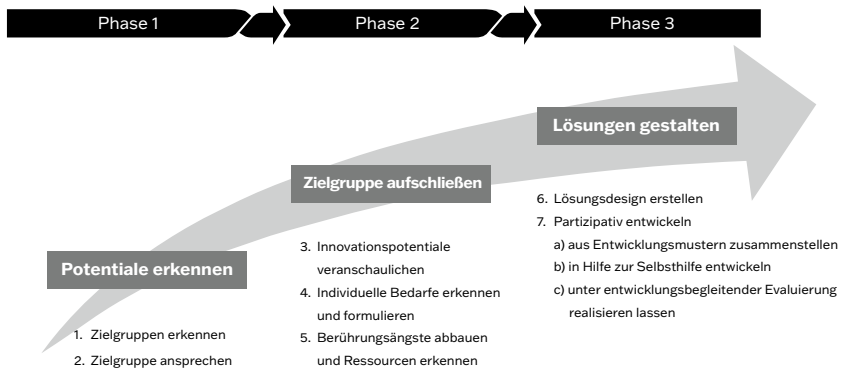 Phase 1
Phase 2
Phase 3
Potentiale erkennen
1. Zielgruppen erkennen
2. Zielgruppe ansprechen
Zielgruppe aufschließen
3. Innovationspotentiale
veranschaulichen
4. Individuelle Bedarfe erkennen
und formulieren
5. Berührungsängste abbauen
und Ressourcen erkennen
Lösungen gestalten
6. Lösungsdesign erstellen
7. Partizipativ entwickeln
a) aus Entwicklungsmustern zusammenstellen
b) in Hilfe zur Selbsthilfe entwickeln
c) unter entwicklungsbegleitender Evaluierung
realisieren lassen